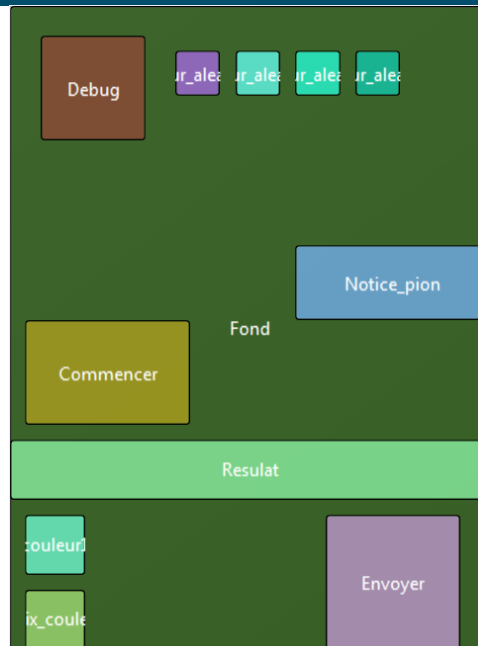 Debug
ur_alea
ur_alea
ur_alea
ur_alea
Notice_pion
Fond
Commencer
Resulat
couleur1
Envoyer
ix_coule